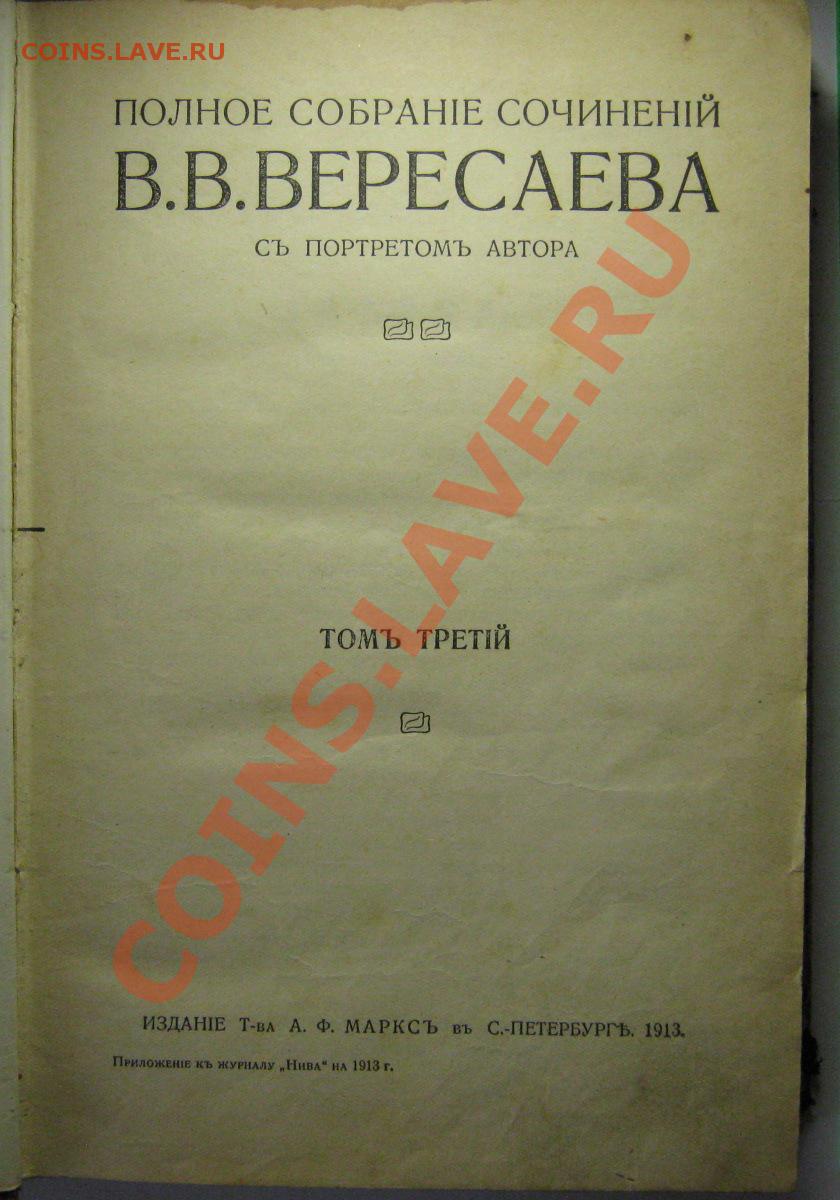 COINS.LAVE.RU
ПОЛНОЕ СОБРАНІЕ СОЧИНЕНІЙ
В.В.ВЕРЕСАЕВА
СЪ ПОРТРЕТОМЪ АВТОРА
ТОМЪ ТРЕТІЙ
COINS.LAVE.RU
ИЗДАНІЕ Т-ва А. Ф. МАРКСЪ въ С.-ПЕТЕРБУРГѢ. 1913.
Приложеніе къ журналу „Нива“ на 1913 г.